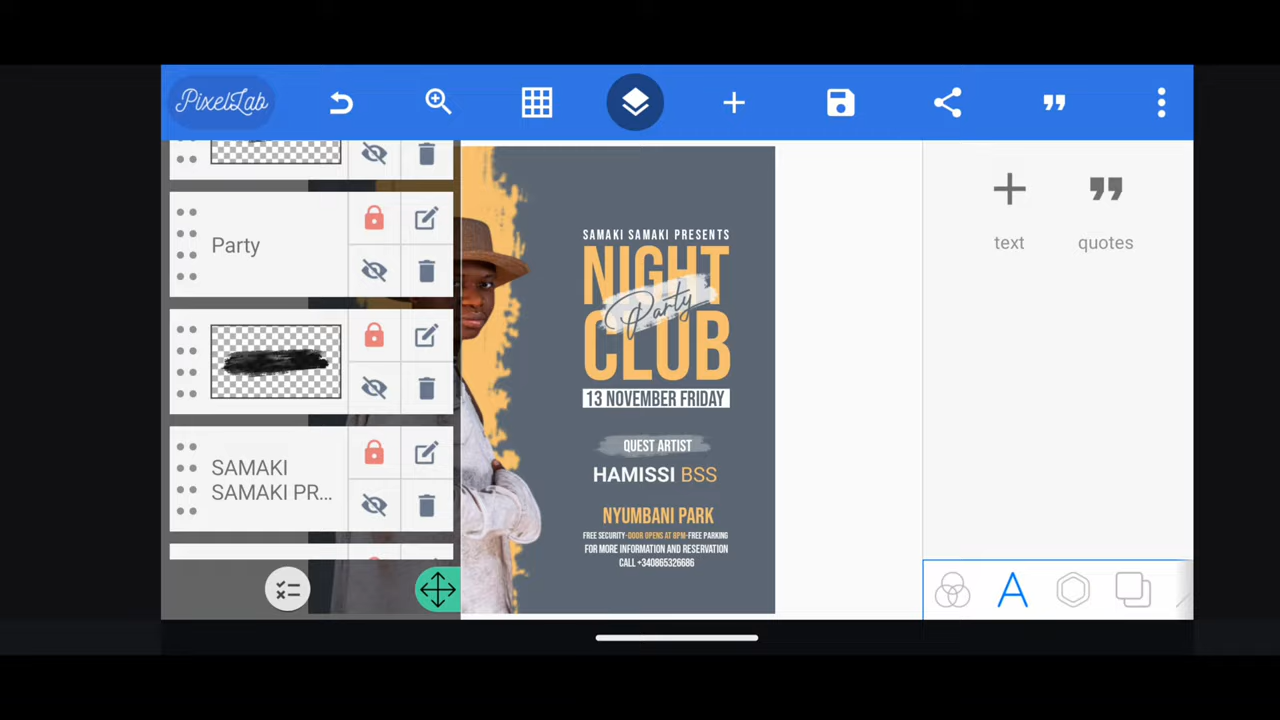 PixelLab
Party
SAMAKI
SAMAKI PR...
SAMAKI SAMAKI PRESENTS
NIGHT
Party
CLUB
13 NOVEMBER FRIDAY
QUEST ARTIST
HAMISSI BSS
NYUMBANI PARK
FREE SECURITY-DOOR OPENS AT 8PM-FREE PARKING
FOR MORE INFORMATION AND RESERVATION
CALL +340865326686
text
quotes